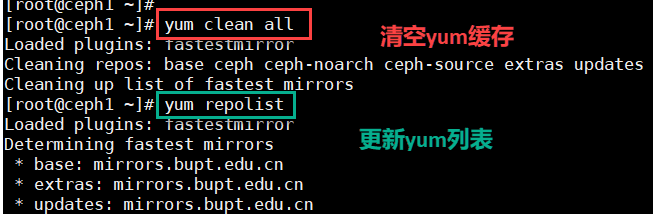 [root@ceph1 ~]#
[root@ceph1 ~]# yum clean all
清空yum缓存
Loaded plugins: fastestmirror
Cleaning repos: base ceph ceph-noarch ceph-source extras updates
Cleaning up list of fastest mirrors
[root@ceph1 ~]# yum repolist
更新yum列表
Loaded plugins: fastestmirror
Determining fastest mirrors
* base: mirrors.bupt.edu.cn
* extras: mirrors.bupt.edu.cn
* updates: mirrors.bupt.edu.cn